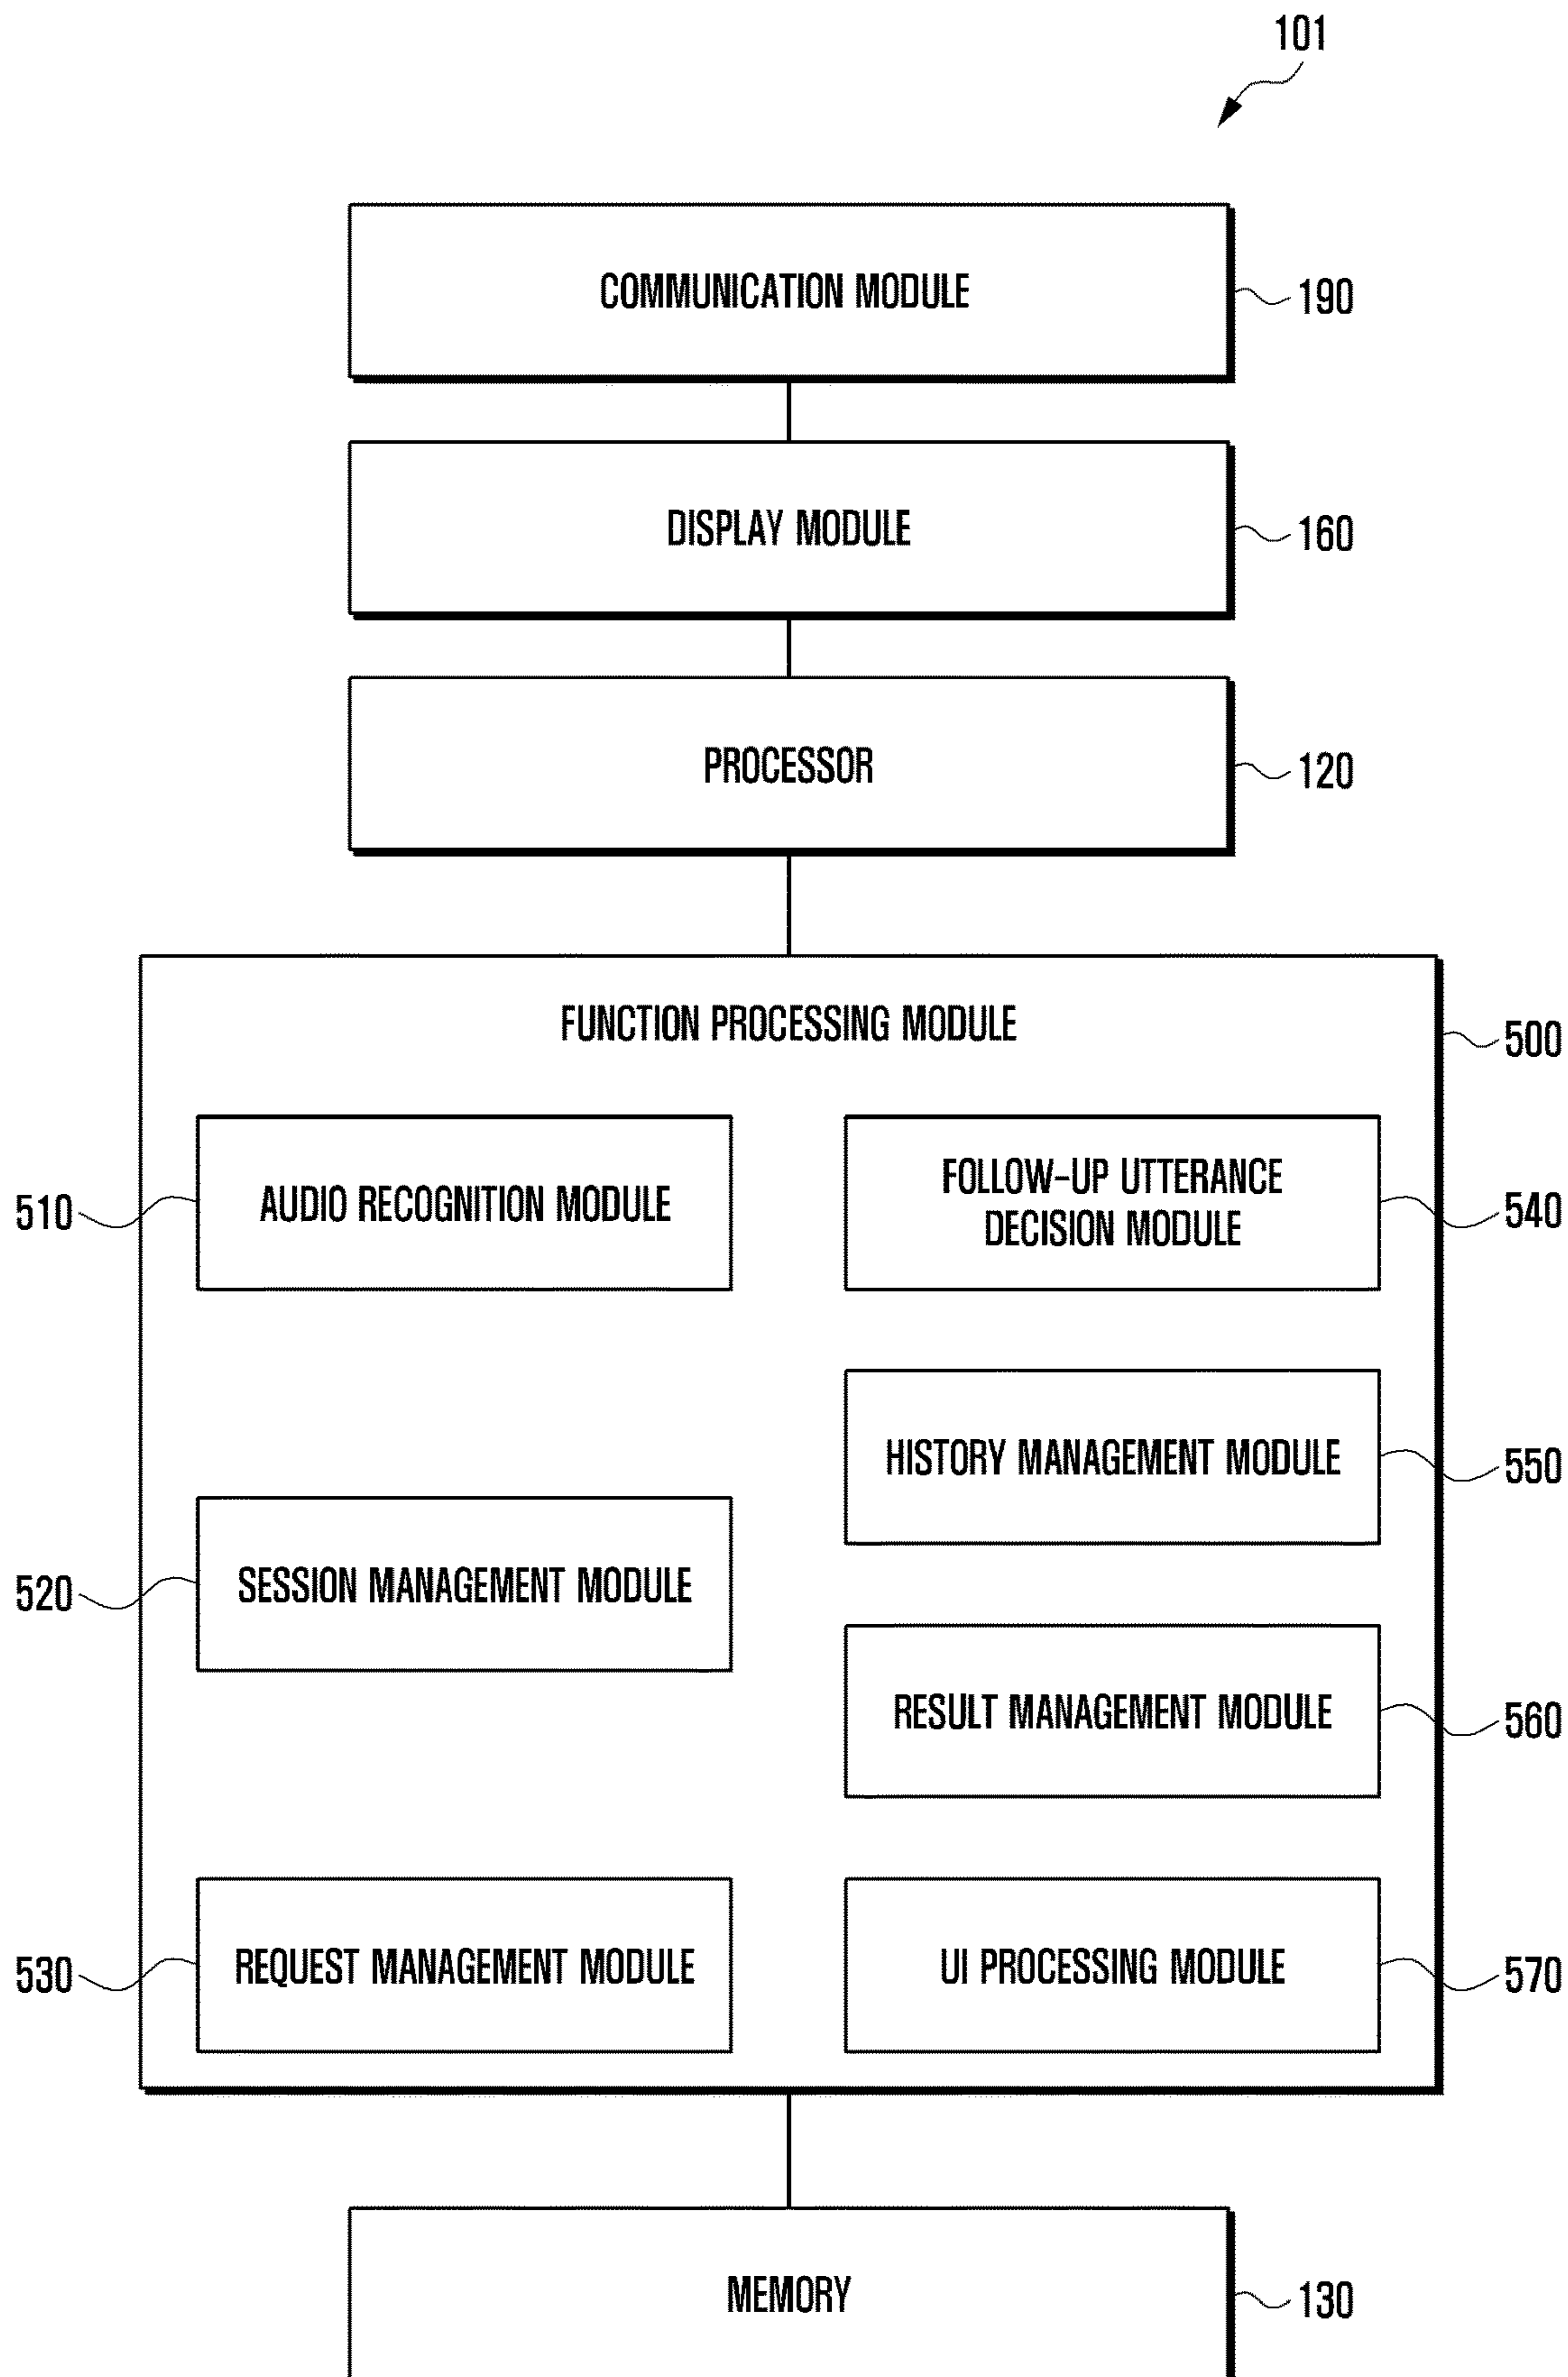 101
COMMUNICATION MODULE
190
DISPLAY MODULE
160
PROCESSOR
120
FUNCTION PROCESSING MODULE
500
510
AUDIO RECOGNITION MODULE
FOLLOW-UP UTTERANCE
DECISION MODULE
540
HISTORY MANAGEMENT MODULE
550
520
SESSION MANAGEMENT MODULE
RESULT MANAGEMENT MODULE
560
530
REQUEST MANAGEMENT MODULE
UI PROCESSING MODULE
570
MEMORY
130